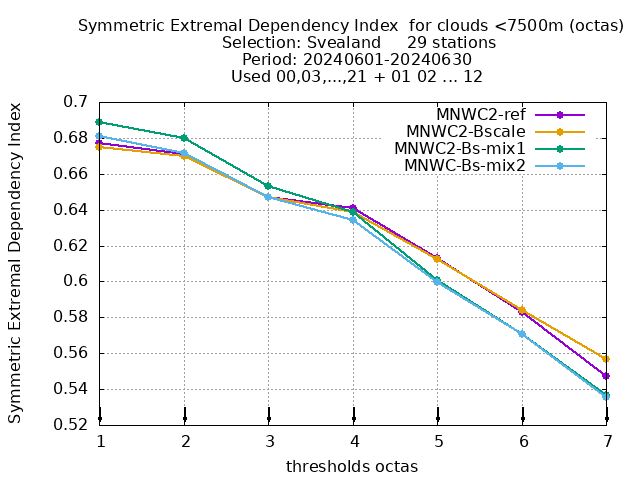 Symmetric Extremal Dependency Index  for clouds <7500m (octas)
Selection: Svealand     29 stations
Period: 20240601-20240630
Used 00,03,...,21 + 01 02 ... 12
Symmetric Extremal Dependency Index
0.7
0.68
0.66
0.64
0.62
0.6
0.58
0.56
0.54
0.52
MNWC2-ref
MNWC2-Bscale
MNWC2-Bs-mix1
MNWC-Bs-mix2
1 2 3 4 5 6 7
thresholds octas